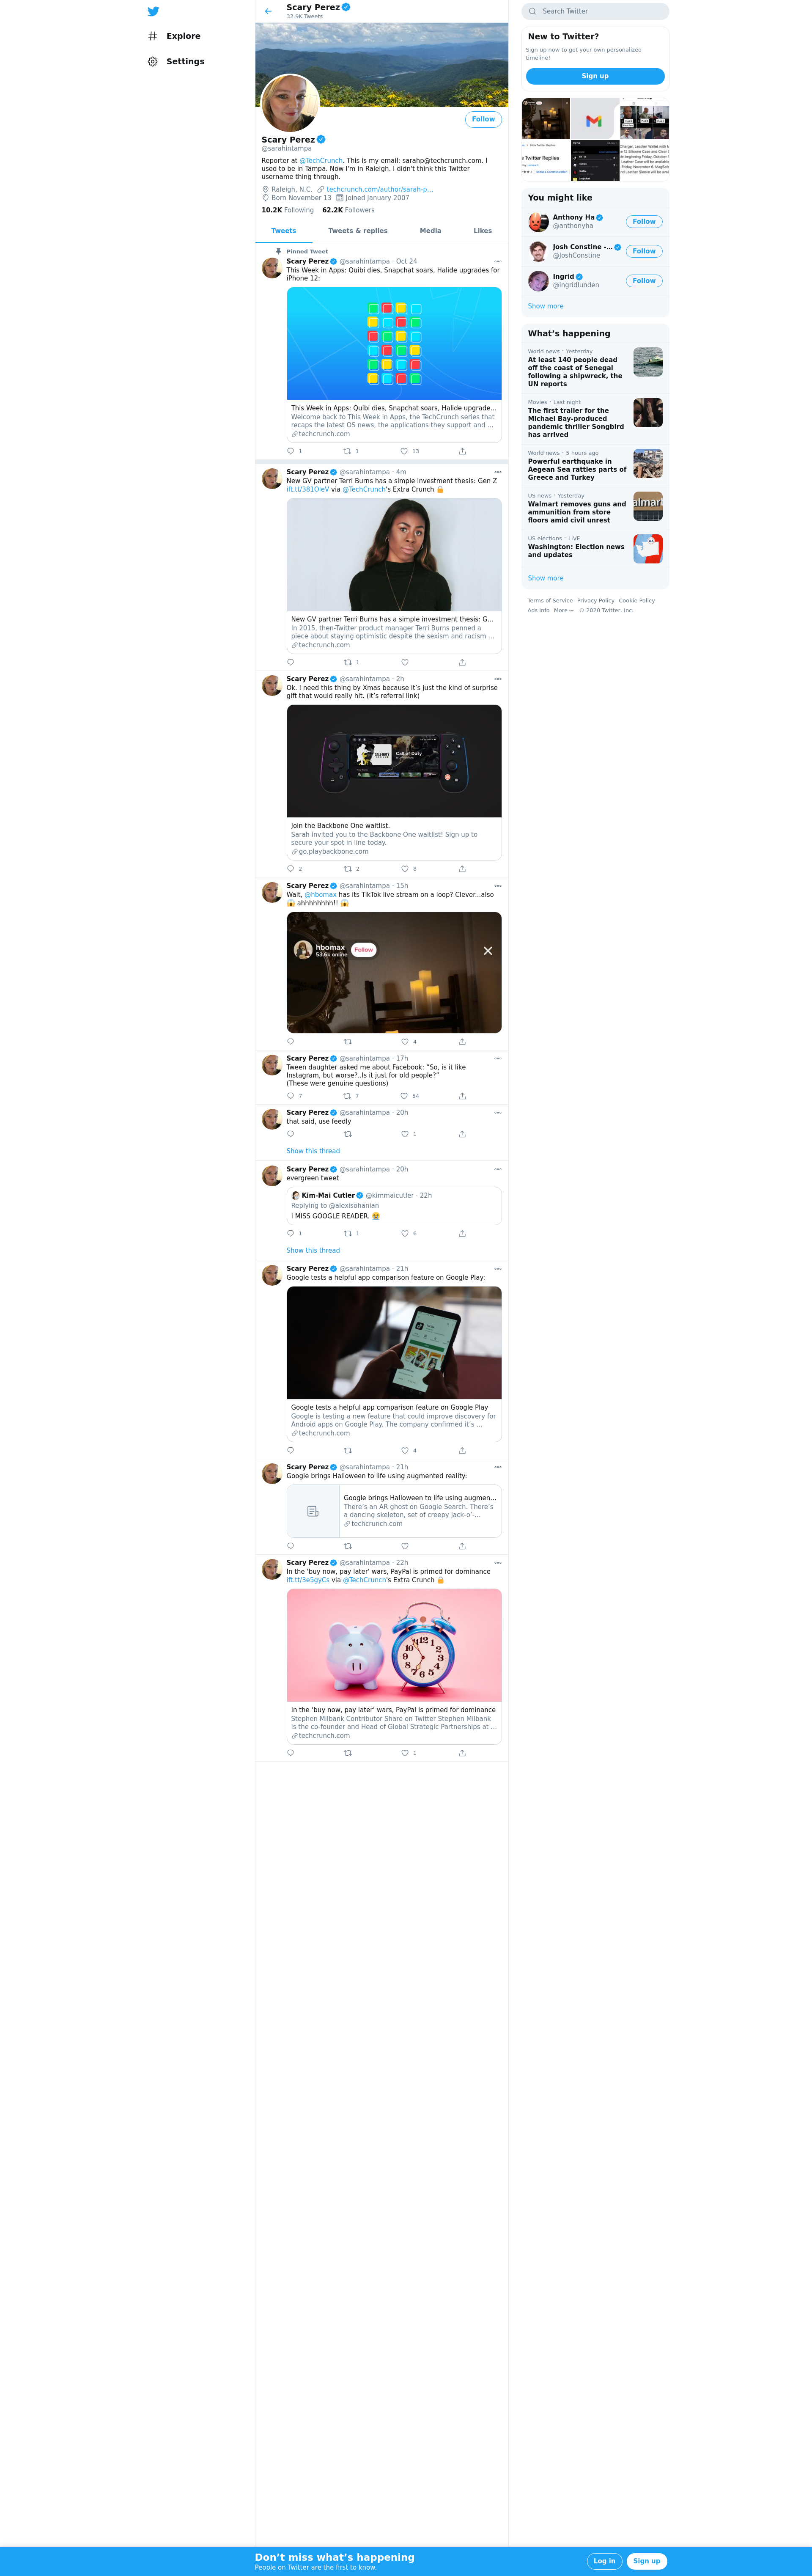 Explore
Settings
Scary Perez
32.9K Tweets
Follow
Scary Perez
@sarahintampa
Reporter at @TechCrunch. This is my email: sarahp@techcrunch.com. I
used to be in Tampa. Now I'm in Raleigh. I didn't think this Twitter
username thing through.
Raleigh, N.C. techcrunch.com/author/sarah-p…
Born November 13 Joined January 2007
10.2K Following 62.2K Followers
Tweets Tweets & replies Media Likes
Pinned Tweet
Scary Perez @sarahintampa · Oct 24
This Week in Apps: Quibi dies, Snapchat soars, Halide upgrades for
iPhone 12:
This Week in Apps: Quibi dies, Snapchat soars, Halide upgrade…
Welcome back to This Week in Apps, the TechCrunch series that
recaps the latest OS news, the applications they support and …
techcrunch.com
1 1 13
Scary Perez @sarahintampa · 4m
New GV partner Terri Burns has a simple investment thesis: Gen Z
ift.tt/381OleV via @TechCrunch's Extra Crunch 🔒
New GV partner Terri Burns has a simple investment thesis: G…
In 2015, then-Twitter product manager Terri Burns penned a
piece about staying optimistic despite the sexism and racism …
techcrunch.com
1
Scary Perez @sarahintampa · 2h
Ok. I need this thing by Xmas because it’s just the kind of surprise
gift that would really hit. (it’s referral link)
Call of Duty
Join the Backbone One waitlist.
Sarah invited you to the Backbone One waitlist! Sign up to
secure your spot in line today.
go.playbackbone.com
2 2 8
Scary Perez @sarahintampa · 15h
Wait, @hbomax has its TikTok live stream on a loop? Clever...also
😱 ahhhhhhhh!! 😱
hbomax
53.6k online
Follow
4
Scary Perez @sarahintampa · 17h
Tween daughter asked me about Facebook: “So, is it like
Instagram, but worse?..Is it just for old people?”
(These were genuine questions)
7 7 54
Scary Perez @sarahintampa · 20h
that said, use feedly
1
Show this thread
Scary Perez @sarahintampa · 20h
evergreen tweet
Kim-Mai Cutler @kimmaicutler · 22h
Replying to @alexisohanian
I MISS GOOGLE READER. 😭
1 1 6
Show this thread
Scary Perez @sarahintampa · 21h
Google tests a helpful app comparison feature on Google Play:
Google tests a helpful app comparison feature on Google Play
Google is testing a new feature that could improve discovery for
Android apps on Google Play. The company confirmed it’s …
techcrunch.com
4
Scary Perez @sarahintampa · 21h
Google brings Halloween to life using augmented reality:
Google brings Halloween to life using augmen…
There’s an AR ghost on Google Search. There’s
a dancing skeleton, set of creepy jack-o’-…
techcrunch.com
Scary Perez @sarahintampa · 22h
In the 'buy now, pay later' wars, PayPal is primed for dominance
ift.tt/3eSgyCs via @TechCrunch's Extra Crunch 🔒
In the ‘buy now, pay later’ wars, PayPal is primed for dominance
Stephen Milbank Contributor Share on Twitter Stephen Milbank
is the co-founder and Head of Global Strategic Partnerships at …
techcrunch.com
1
Search Twitter
New to Twitter?
Sign up now to get your own personalized
timeline!
Sign up
Twitter Replies
You might like
Anthony Ha
@anthonyha
Follow
Josh Constine -…
@JoshConstine
Follow
Ingrid
@ingridlunden
Follow
Show more
What’s happening
World news · Yesterday
At least 140 people dead
off the coast of Senegal
following a shipwreck, the
UN reports
Movies · Last night
The first trailer for the
Michael Bay-produced
pandemic thriller Songbird
has arrived
World news · 5 hours ago
Powerful earthquake in
Aegean Sea rattles parts of
Greece and Turkey
US news · Yesterday
Walmart removes guns and
ammunition from store
floors amid civil unrest
US elections · LIVE
Washington: Election news
and updates
Show more
Terms of Service Privacy Policy Cookie Policy
Ads info More © 2020 Twitter, Inc.
Don’t miss what’s happening
People on Twitter are the first to know.
Log in
Sign up